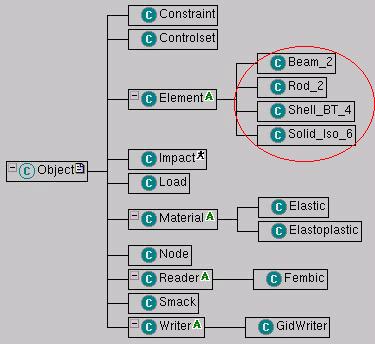 Constraint
Controlset
Element A
Beam_2
Rod_2
Shell_BT_4
Solid_Iso_6
Object
Impact
Load
Material A
Elastic
Elastoplastic
Node
Reader A
Fembic
Smack
Writer A
GidWriter